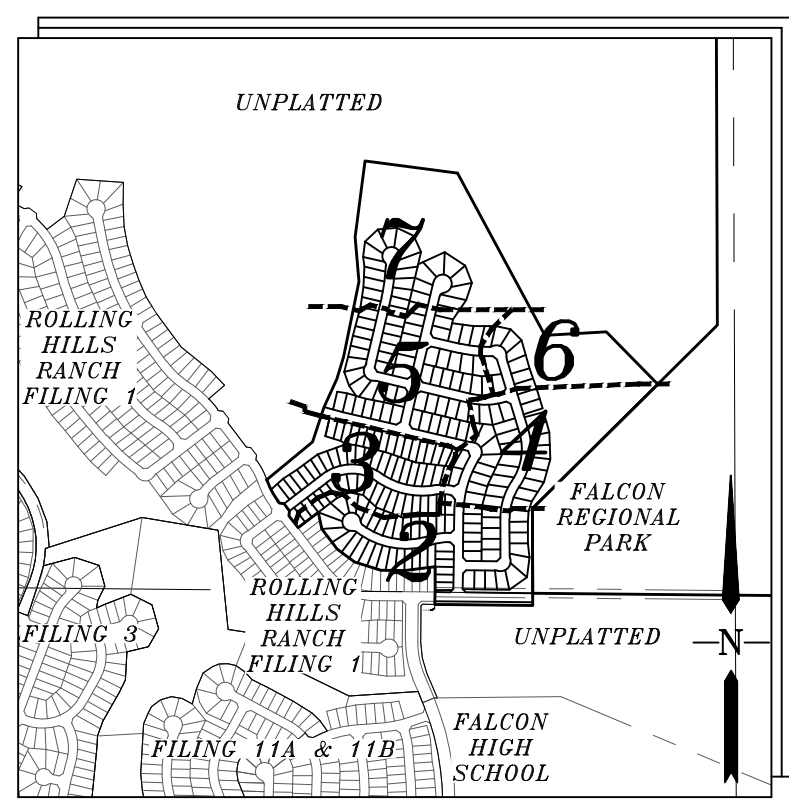 UNPLATTED
7
ROLLING
HILLS
RANCH
FILING 1
6
5
4
3
FALCON
REGIONAL
PARK
2
ROLLING
HILLS
RANCH
FILING 1
FILING 3
UNPLATTED
N
FILING 11A & 11B
FALCON
HIGH
SCHOOL